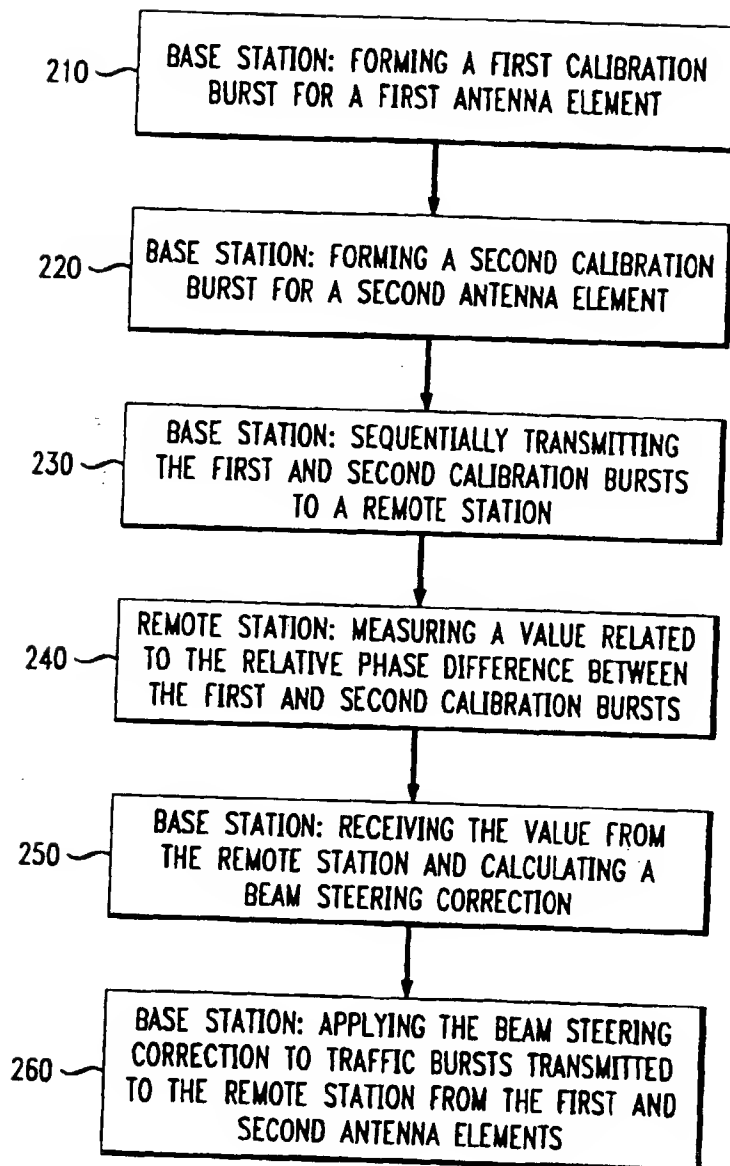 210
BASE STATION: FORMING A FIRST CALIBRATION
BURST FOR A FIRST ANTENNA ELEMENT
220
BASE STATION: FORMING A SECOND CALIBRATION
BURST FOR A SECOND ANTENNA ELEMENT
230
BASE STATION: SEQUENTIALLY TRANSMITTING
THE FIRST AND SECOND CALIBRATION BURSTS
TO A REMOTE STATION
240
REMOTE STATION: MEASURING A VALUE RELATED
TO THE RELATIVE PHASE DIFFERENCE BETWEEN
THE FIRST AND SECOND CALIBRATION BURSTS
250
BASE STATION: RECEIVING THE VALUE FROM
THE REMOTE STATION AND CALCULATING A
BEAM STEERING CORRECTION
260
BASE STATION: APPLYING THE BEAM STEERING
CORRECTION TO TRAFFIC BURSTS TRANSMITTED
TO THE REMOTE STATION FROM THE FIRST AND
SECOND ANTENNA ELEMENTS